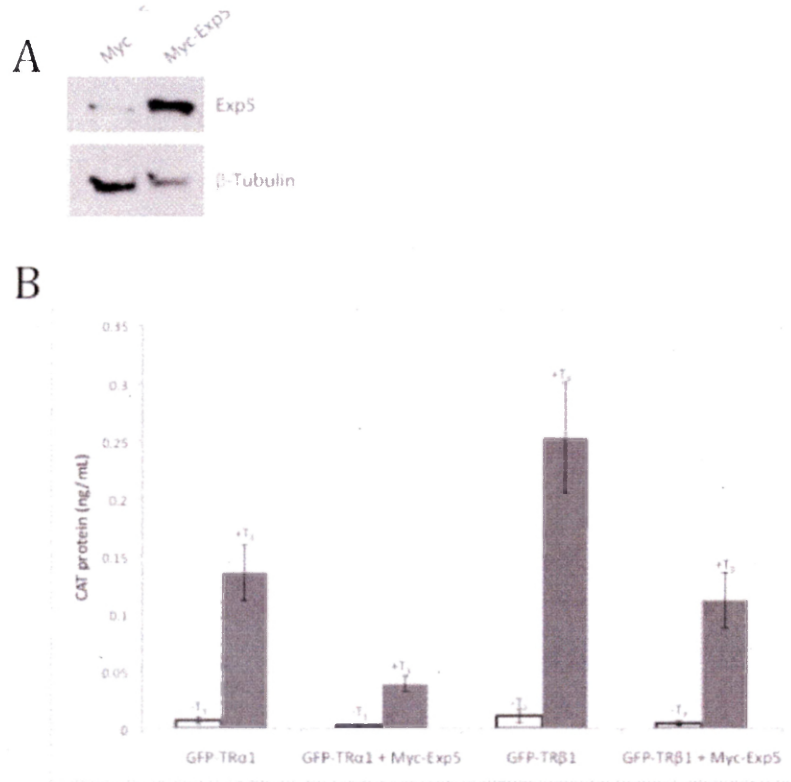 A
Myc
Myc-Exp5
Exp5
β-Tubulin
B
0.35
0.3
0.25
0.2
0.15
0.1
0.05
0
CAT protein (ng/mL)
-T₃
+T₃
-T₃
+T₃
-T₃
+T₃
-T₃
+T₃
GFP-TRα1
GFP-TRα1 + Myc-Exp5
GFP-TRβ1
GFP-TRβ1 + Myc-Exp5